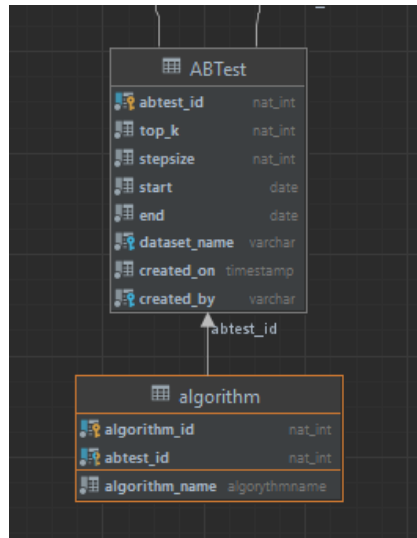 ABTest
abtest_id nat_int
top_k nat_int
stepsize nat_int
start date
end date
dataset_name varchar
created_on timestamp
created_by varchar
abtest_id
algorithm
algorithm_id nat_int
abtest_id nat_int
algorithm_name algorythmname